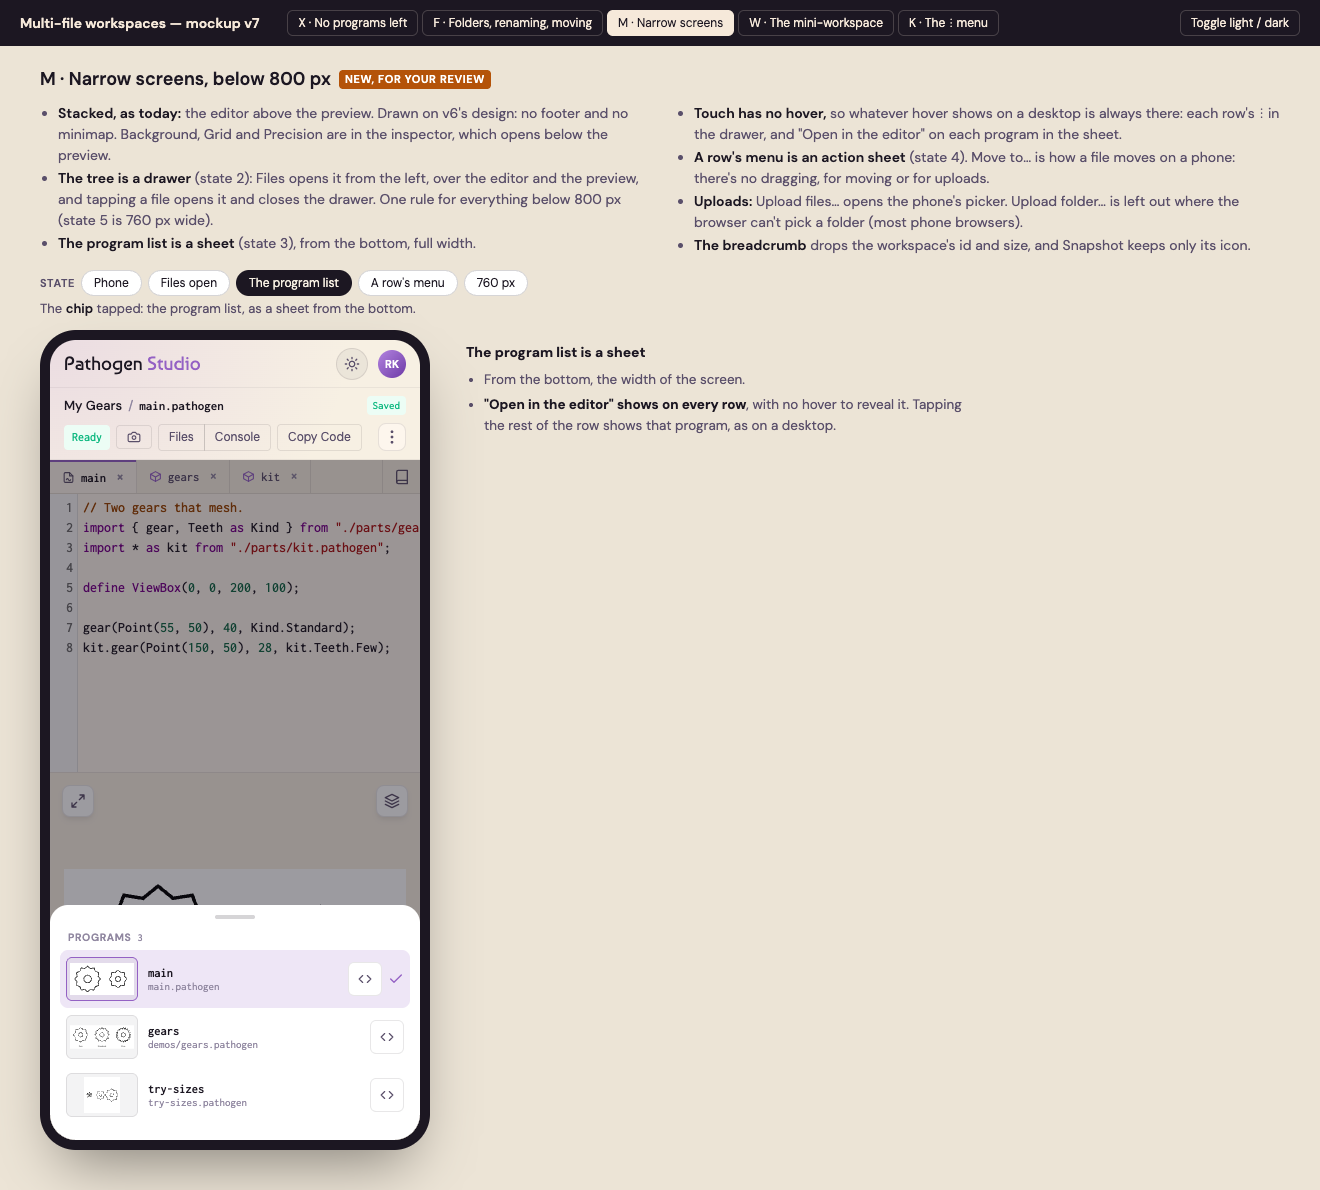 Multi-file workspaces — mockup v7
X · No programs left
F · Folders, renaming, moving
M · Narrow screens
W · The mini-workspace
K · The ⋮ menu
Toggle light / dark
M · Narrow screens, below 800 px
NEW, FOR YOUR REVIEW
• Stacked, as today: the editor above the preview. Drawn on v6's design: no footer and no
minimap. Background, Grid and Precision are in the inspector, which opens below the
preview.
• The tree is a drawer (state 2): Files opens it from the left, over the editor and the preview,
and tapping a file opens it and closes the drawer. One rule for everything below 800 px
(state 5 is 760 px wide).
• The program list is a sheet (state 3), from the bottom, full width.
• Touch has no hover, so whatever hover shows on a desktop is always there: each row's ⋮ in
the drawer, and "Open in the editor" on each program in the sheet.
• A row's menu is an action sheet (state 4). Move to… is how a file moves on a phone:
there's no dragging, for moving or for uploads.
• Uploads: Upload files… opens the phone's picker. Upload folder… is left out where the
browser can't pick a folder (most phone browsers).
• The breadcrumb drops the workspace's id and size, and Snapshot keeps only its icon.
STATE
Phone
Files open
The program list
A row's menu
760 px
The chip tapped: the program list, as a sheet from the bottom.
Pathogen Studio
RK
My Gears / main.pathogen
Saved
Ready
Files
Console
Copy Code
main ×
gears ×
kit ×
1 // Two gears that mesh.
2 import { gear, Teeth as Kind } from "./parts/gea
3 import * as kit from "./parts/kit.pathogen";
4
5 define ViewBox(0, 0, 200, 100);
6
7 gear(Point(55, 50), 40, Kind.Standard);
8 kit.gear(Point(150, 50), 28, kit.Teeth.Few);
PROGRAMS 3
main
main.pathogen
gears
demos/gears.pathogen
try-sizes
try-sizes.pathogen
The program list is a sheet
• From the bottom, the width of the screen.
• "Open in the editor" shows on every row, with no hover to reveal it. Tapping
the rest of the row shows that program, as on a desktop.